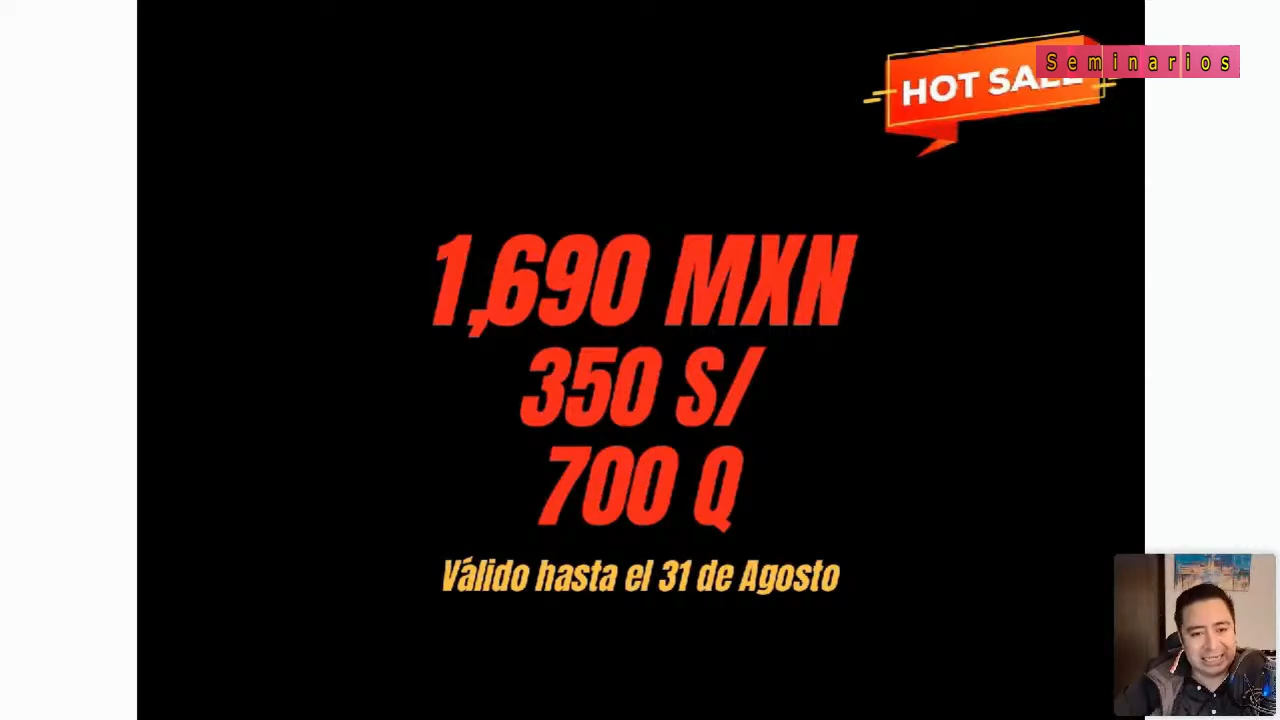 Seminarios
HOT SALE
1,690 MXN
350 S/
700 Q
Válido hasta el 31 de Agosto